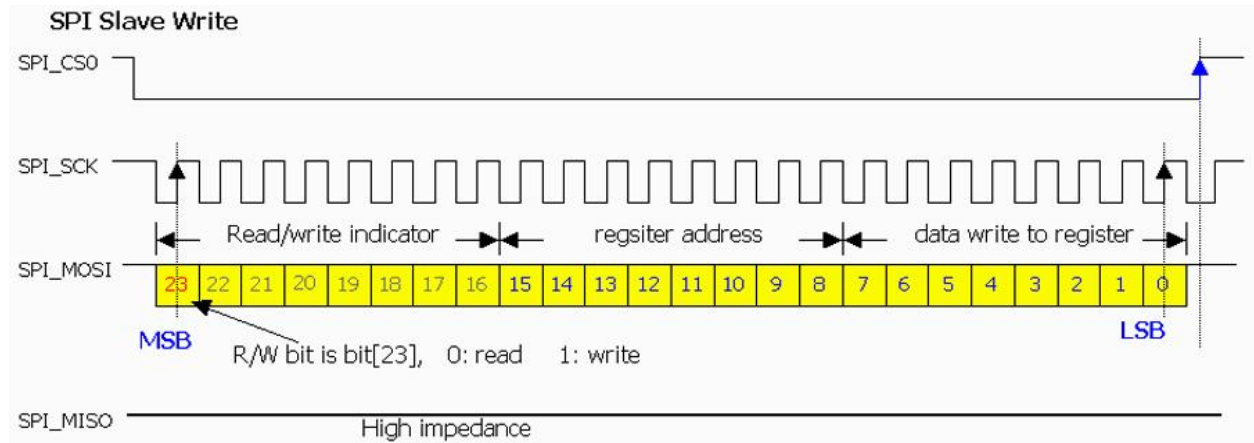 SPI Slave Write
SPI_CS0
SPI_SCK
Read/write indicator regsiter address data write to register
SPI_MOSI 23 22 21 20 19 18 17 16 15 14 13 12 11 10 9 8 7 6 5 4 3 2 1 0
MSB LSB
R/W bit is bit[23], 0: read 1: write
SPI_MISO
High impedance